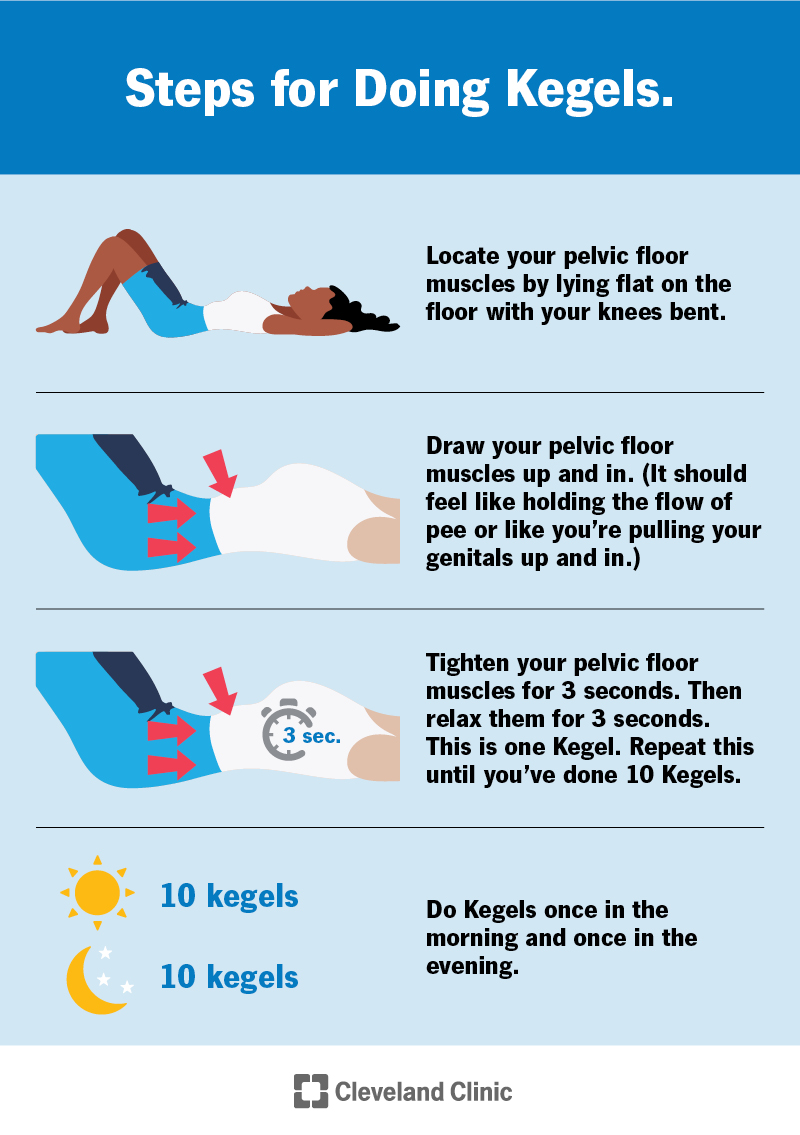 Steps for Doing Kegels.
Locate your pelvic floor
muscles by lying flat on the
floor with your knees bent.
Draw your pelvic floor
muscles up and in. (It should
feel like holding the flow of
pee or like you’re pulling your
genitals up and in.)
3 sec.
Tighten your pelvic floor
muscles for 3 seconds. Then
relax them for 3 seconds.
This is one Kegel. Repeat this
until you’ve done 10 Kegels.
10 kegels
10 kegels
Do Kegels once in the
morning and once in the
evening.
Cleveland Clinic